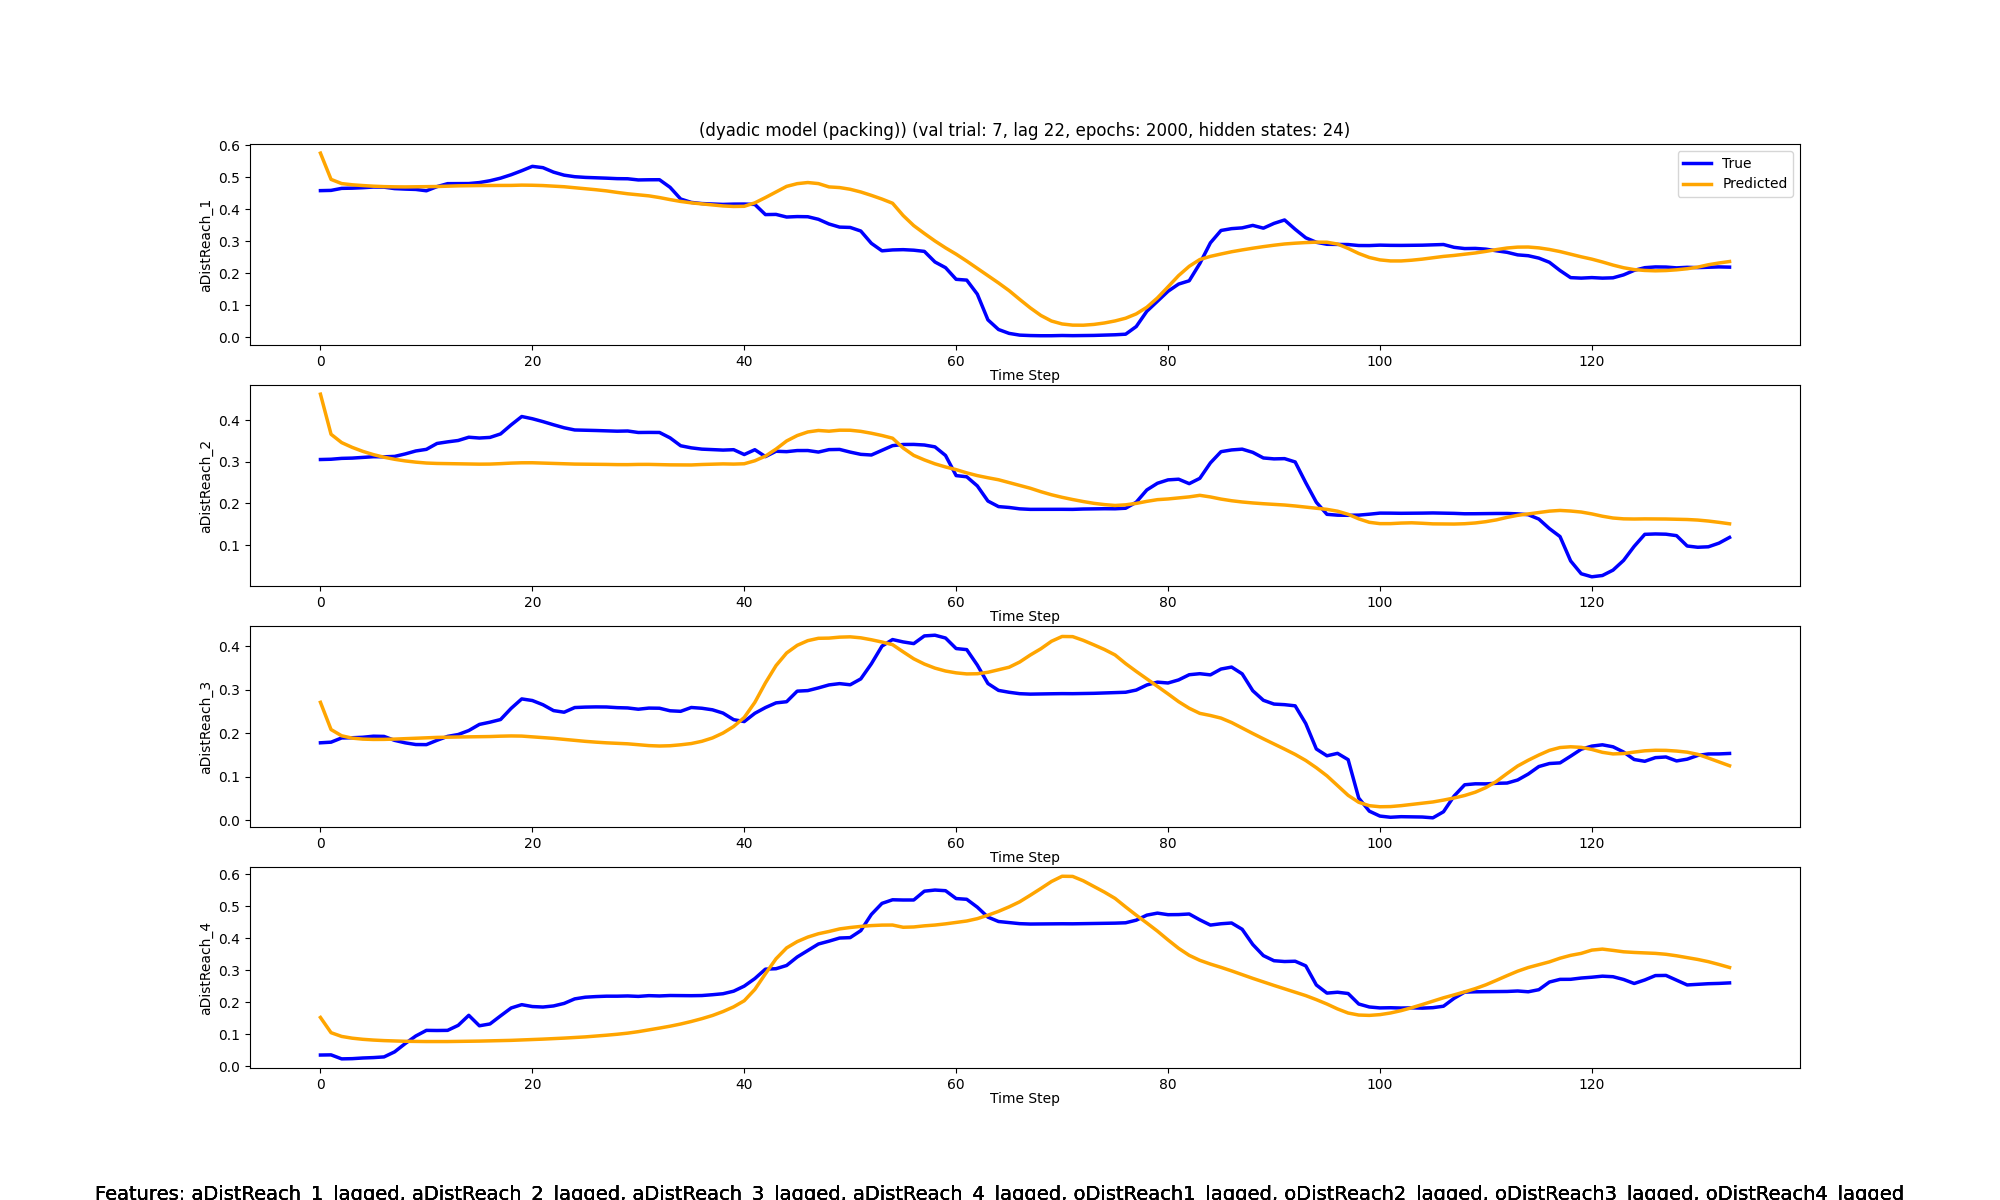 (dyadic model (packing)) (val trial: 7, lag 22, epochs: 2000, hidden states: 24)
True
Predicted
aDistReach_1
0.6
0.5
0.4
0.3
0.2
0.1
0.0
0 20 40 60 80 100 120
Time Step
aDistReach_2
0.4
0.3
0.2
0.1
0 20 40 60 80 100 120
Time Step
aDistReach_3
0.4
0.3
0.2
0.1
0.0
0 20 40 60 80 100 120
Time Step
aDistReach_4
0.6
0.5
0.4
0.3
0.2
0.1
0.0
0 20 40 60 80 100 120
Time Step
Features: aDistReach_1_lagged, aDistReach_2_lagged, aDistReach_3_lagged, aDistReach_4_lagged, oDistReach1_lagged, oDistReach2_lagged, oDistReach3_lagged, oDistReach4_lagged